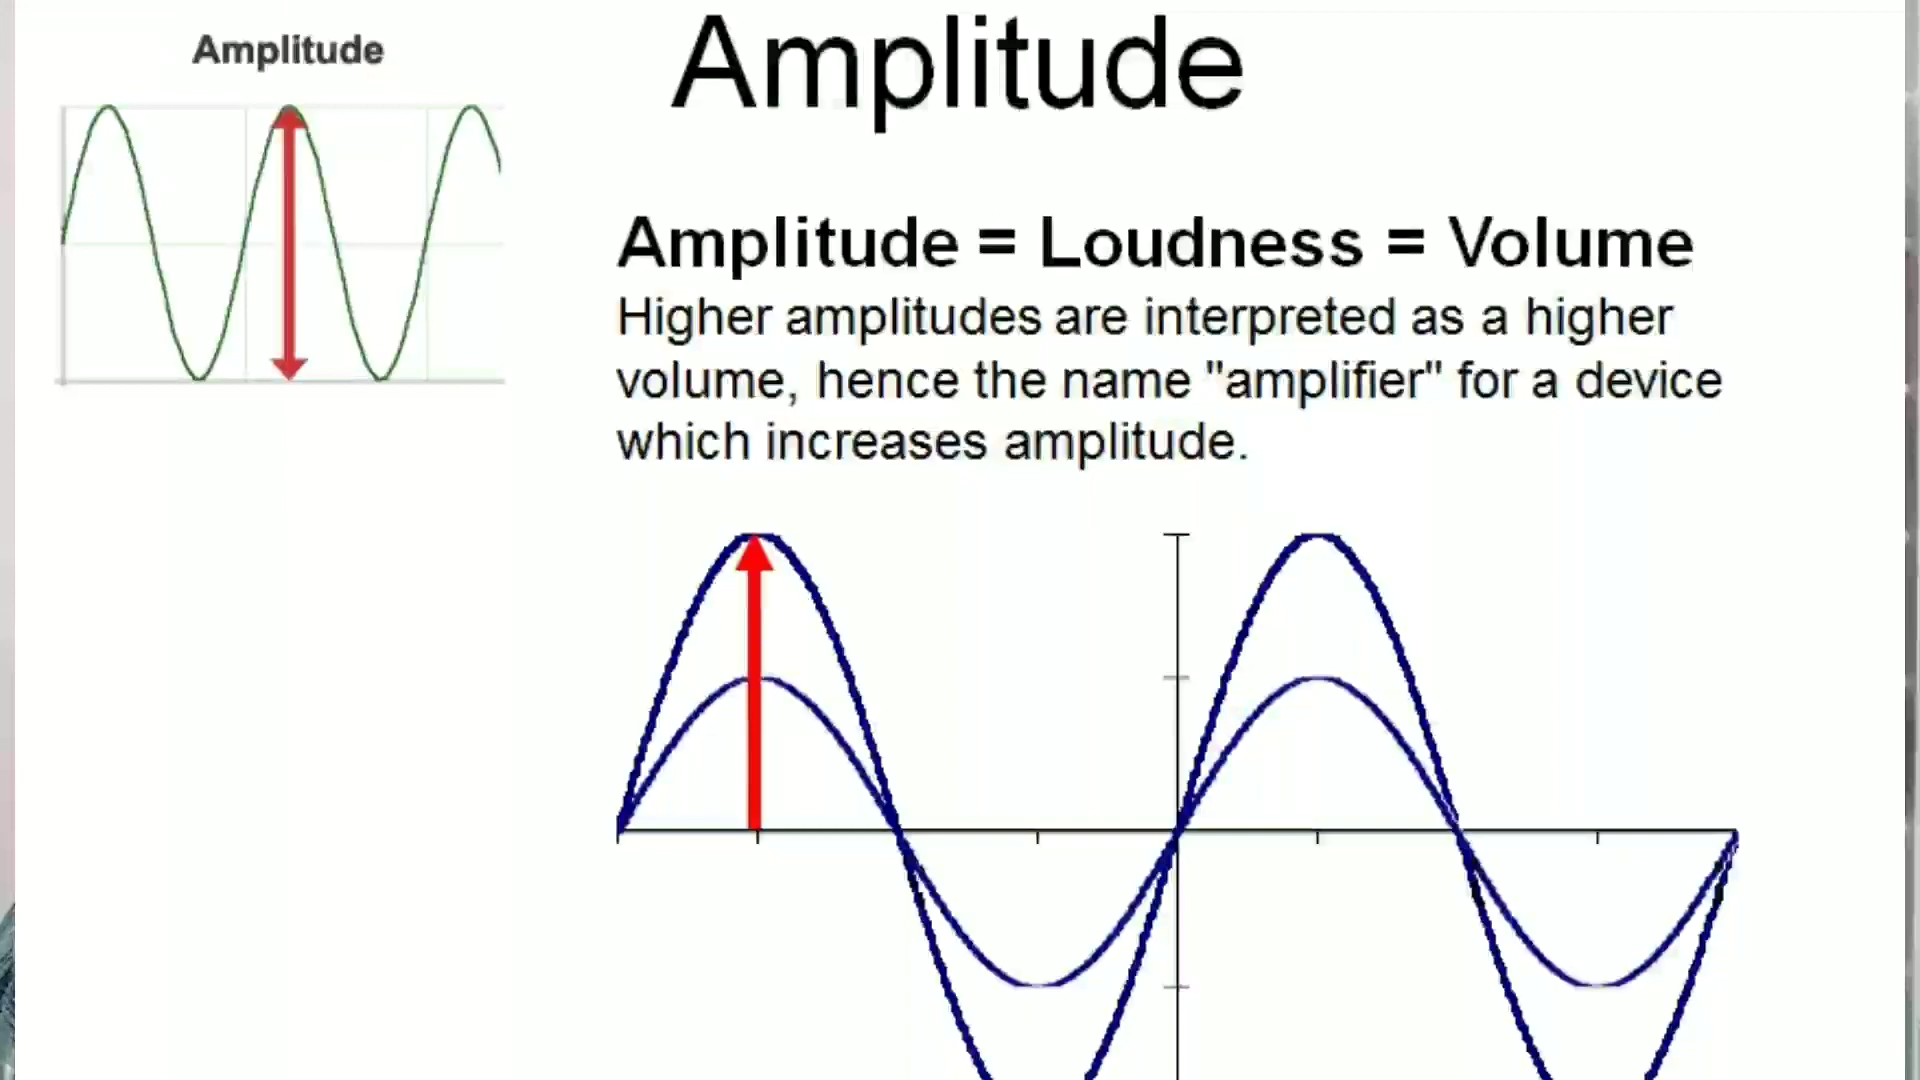 Amplitude
Amplitude
Amplitude = Loudness = Volume
Higher amplitudes are interpreted as a higher
volume, hence the name "amplifier" for a device
which increases amplitude.